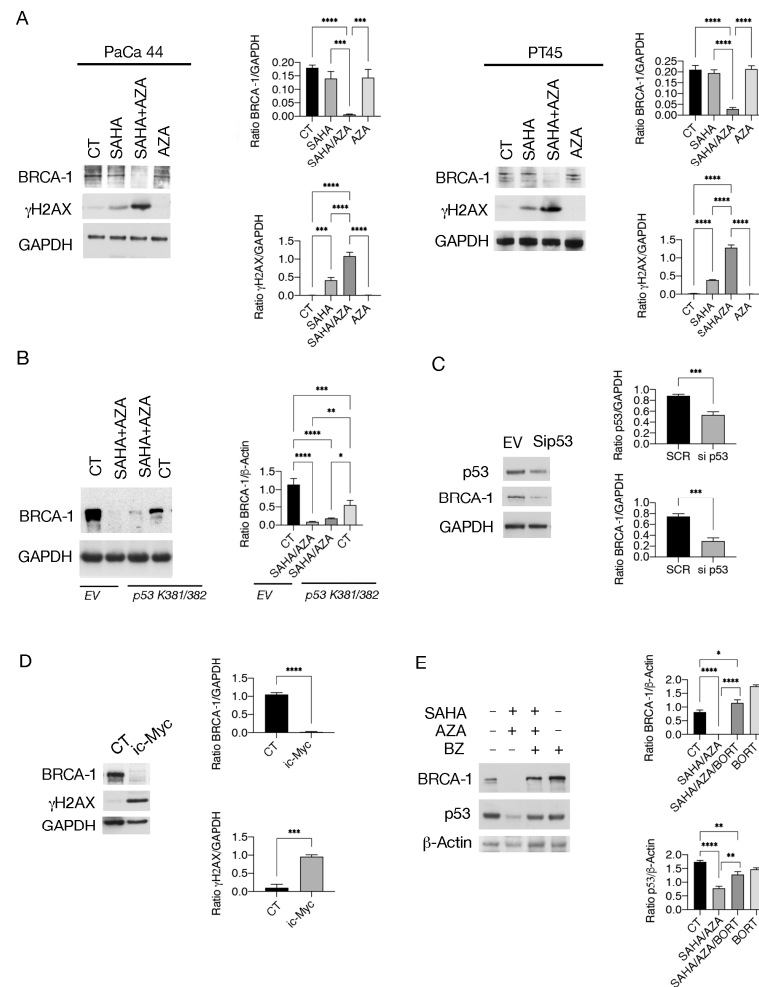 A
PaCa 44
CT
SAHA
SAHA+AZA
AZA
BRCA-1
γH2AX
GAPDH
Ratio BRCA-1/GAPDH
0.20
0.15
0.10
0.05
0.00
****
***
***
CT
SAHA
SAHA/AZA
AZA
Ratio γH2AX/GAPDH
1.5
1.0
0.5
0.0
****
****
***
****
CT
SAHA
SAHA/AZA
AZA
PT45
CT
SAHA
SAHA+AZA
AZA
BRCA-1
γH2AX
GAPDH
Ratio BRCA-1/GAPDH
0.25
0.20
0.15
0.10
0.05
0.00
****
****
****
CT
SAHA
SAHA/AZA
AZA
Ratio γH2AX/GAPDH
1.5
1.0
0.5
0.0
****
****
****
****
CT
SAHA
SAHA/ZA
AZA
B
CT
SAHA+AZA
SAHA+AZA
CT
BRCA-1
GAPDH
EV
p53 K381/382
Ratio BRCA-1/β-Actin
1.5
1.0
0.5
0.0
***
**
****
****
*
CT
SAHA/AZA
SAHA/AZA
CT
EV
p53 K381/382
C
EV
Sip53
p53
BRCA-1
GAPDH
Ratio p53/GAPDH
1.0
0.8
0.6
0.4
0.2
0.0
***
SCR
si p53
Ratio BRCA-1/GAPDH
1.0
0.8
0.6
0.4
0.2
0.0
***
SCR
si p53
D
CT
ic-Myc
BRCA-1
γH2AX
GAPDH
Ratio BRCA-1/GAPDH
1.5
1.0
0.5
0.0
****
CT
ic-Myc
Ratio γH2AX/GAPDH
1.5
1.0
0.5
0.0
***
CT
ic-Myc
E
SAHA - + + -
AZA - + + -
BZ - - + +
BRCA-1
p53
β-Actin
Ratio BRCA-1/β-Actin
2.0
1.5
1.0
0.5
0.0
*
****
****
CT
SAHA/AZA
SAHA/AZA/BORT
BORT
Ratio p53/β-Actin
2.0
1.5
1.0
0.5
0.0
**
****
**
CT
SAHA/AZA
SAHA/AZA/BORT
BORT